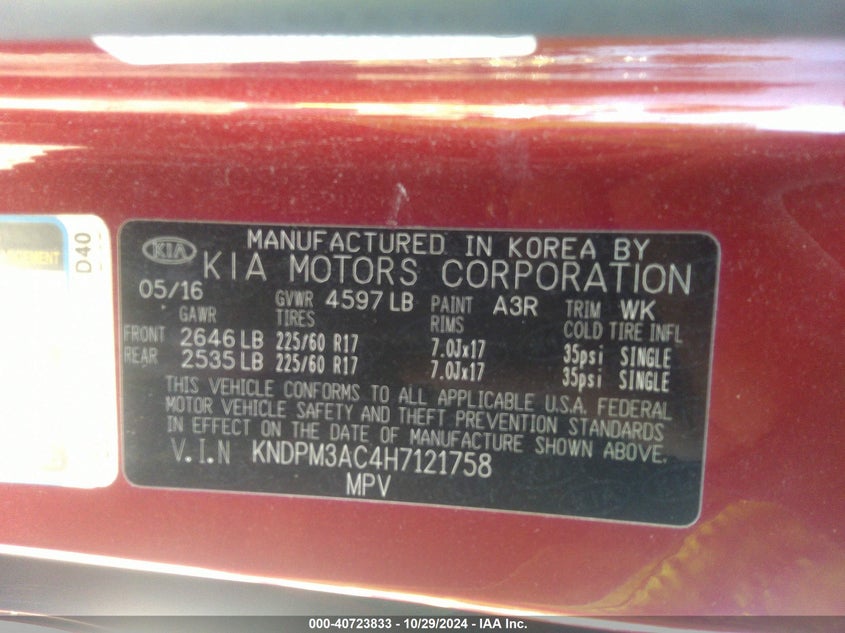 D40
KIA
MANUFACTURED IN KOREA BY
KIA MOTORS CORPORATION
05/16 GVWR 4597 LB PAINT A3R TRIM WK
GAWR TIRES RIMS COLD TIRE INFL
FRONT 2646 LB 225/60 R17 7.0Jx17 35psi SINGLE
REAR 2535 LB 225/60 R17 7.0Jx17 35psi SINGLE
THIS VEHICLE CONFORMS TO ALL APPLICABLE U.S.A. FEDERAL
MOTOR VEHICLE SAFETY AND THEFT PREVENTION STANDARDS
IN EFFECT ON THE DATE OF MANUFACTURE SHOWN ABOVE.
V.I.N KNDPM3AC4H7121758
MPV
000-40723833 - 10/29/2024 - IAA Inc.